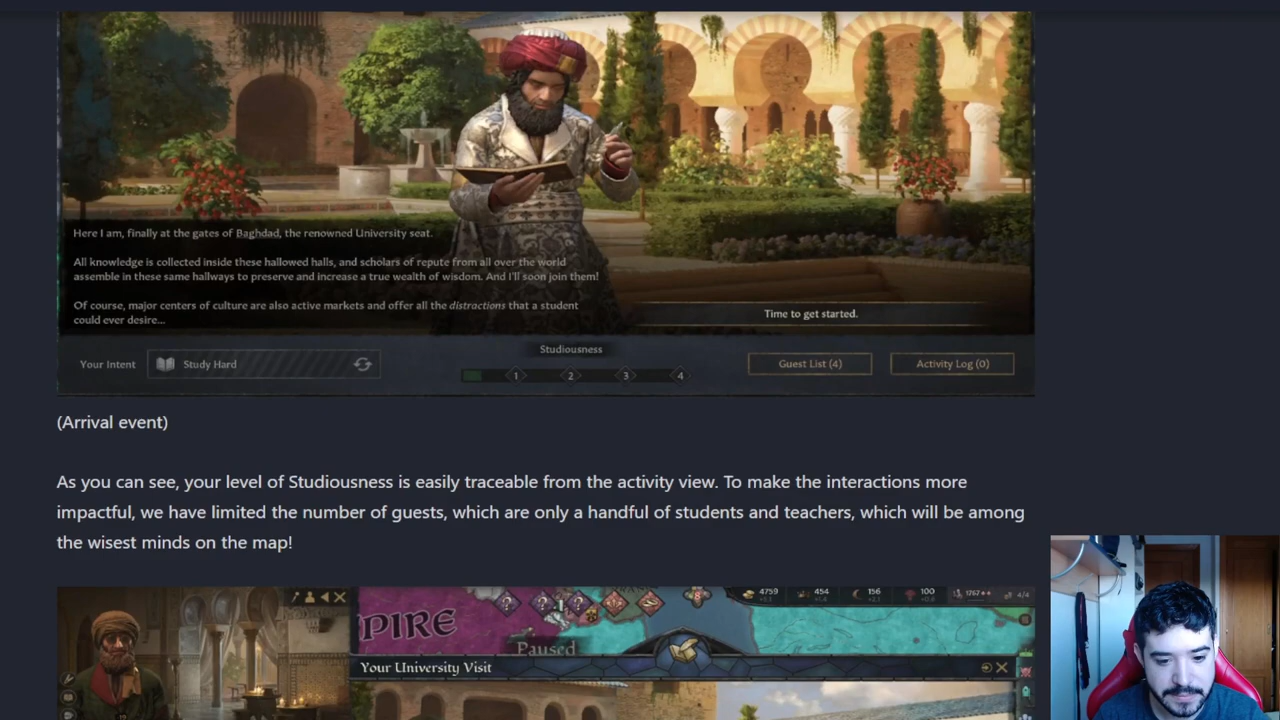 Here I am, finally at the gates of Baghdad, the renowned University seat.
All knowledge is collected inside these hallowed halls, and scholars of repute from all over the world
assemble in these same hallways to preserve and increase a true wealth of wisdom. And I'll soon join them!
Of course, major centers of culture are also active markets and offer all the distractions that a student
could ever desire...
Time to get started.
Your Intent
Study Hard
Studiousness
1 2 3 4
Guest List (4)
Activity Log (0)
(Arrival event)
As you can see, your level of Studiousness is easily traceable from the activity view. To make the interactions more
impactful, we have limited the number of guests, which are only a handful of students and teachers, which will be among
the wisest minds on the map!
PIRE
Paused
4759
454
156
100
4/4
Your University Visit